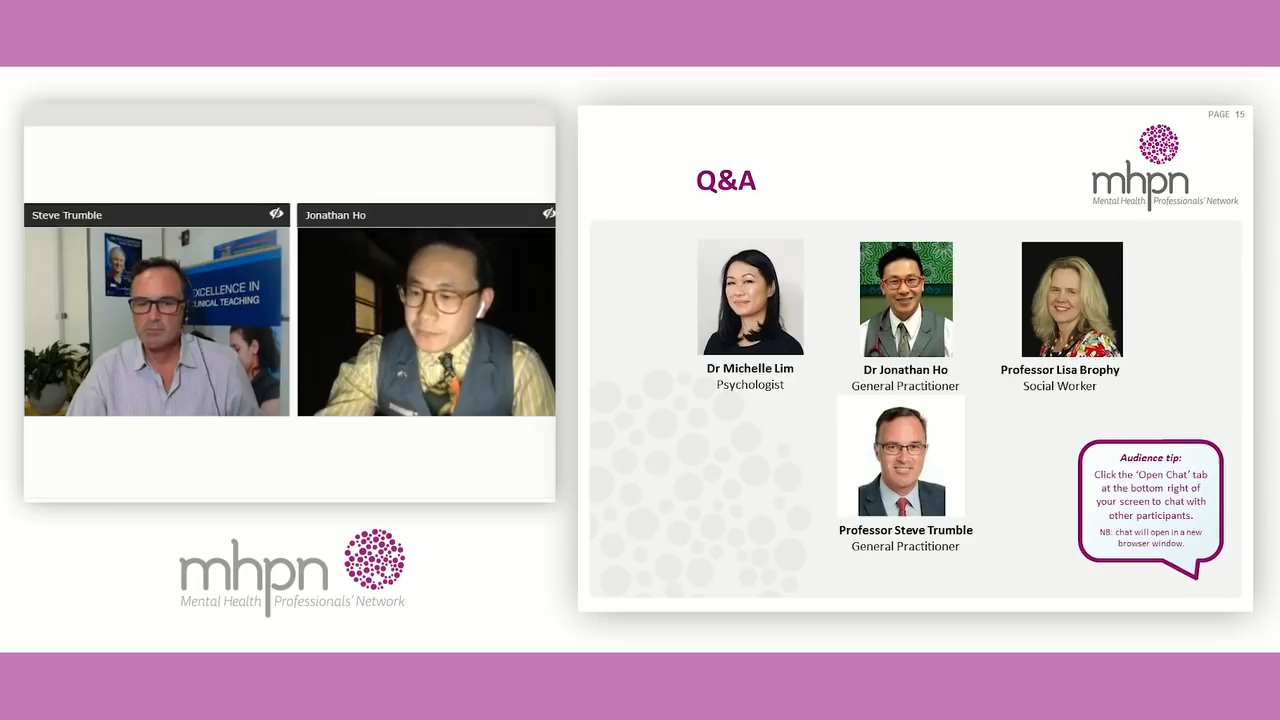 Steve Trumble
Jonathan Ho
EXCELLENCE IN
CLINICAL TEACHING
mhpn
Mental Health Professionals' Network
PAGE 15
mhpn
Mental Health Professionals' Network
Q&A
Dr Michelle Lim
Psychologist
Dr Jonathan Ho
General Practitioner
Professor Lisa Brophy
Social Worker
Professor Steve Trumble
General Practitioner
Audience tip:
Click the 'Open Chat' tab
at the bottom right of
your screen to chat with
other participants.
NB: chat will open in a new
browser window.